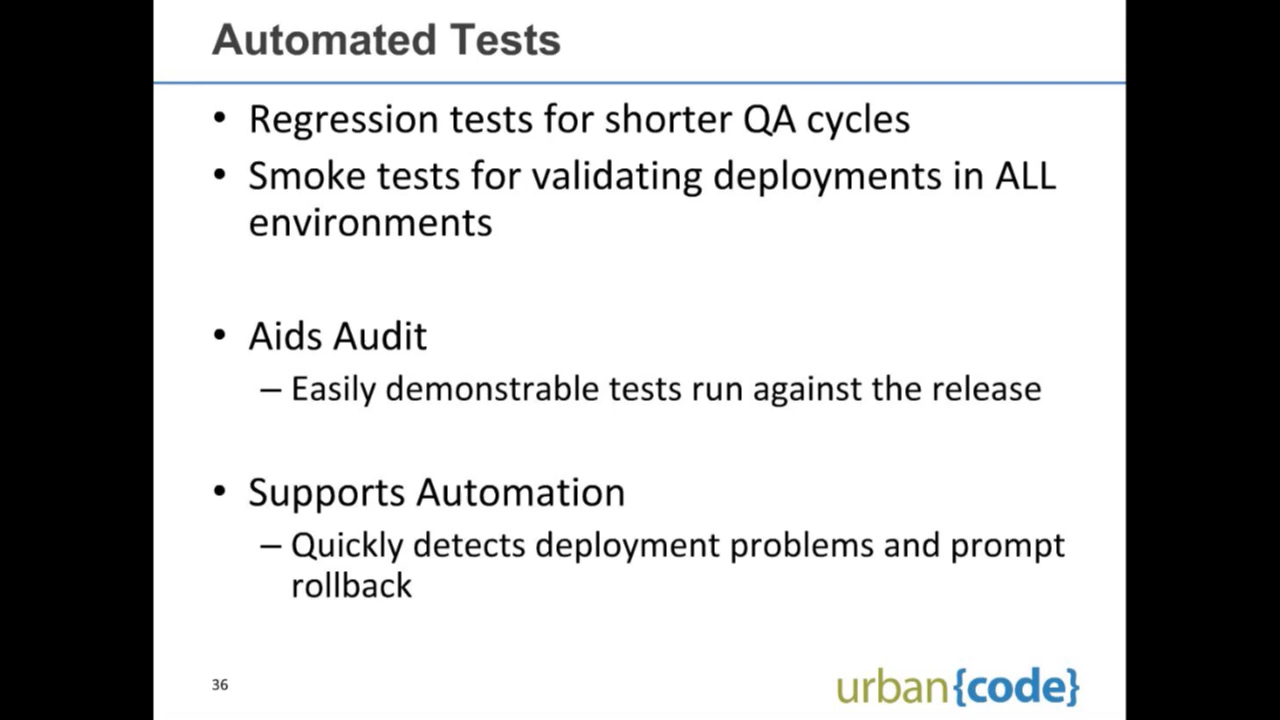 Automated Tests
• Regression tests for shorter QA cycles
• Smoke tests for validating deployments in ALL
environments
• Aids Audit
– Easily demonstrable tests run against the release
• Supports Automation
– Quickly detects deployment problems and prompt
rollback
36
urban{code}